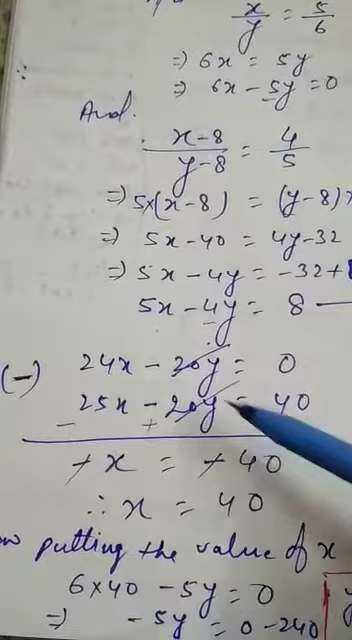 x/y = 5/6
⇒ 6x = 5y
∴ ⇒ 6x - 5y = 0
And.
x-8/y-8 = 4/5
⇒ 5×(x-8) = (y-8)×
⇒ 5x-40 = 4y-32
⇒ 5x-4y = -32+
5x-4y = 8 —
(-) 24x - 20y = 0
25x - 20y = 40
- +
-x = -40
∴ x = 40
putting the value of x
6×40 - 5y = 0
⇒ -5y = 0-240